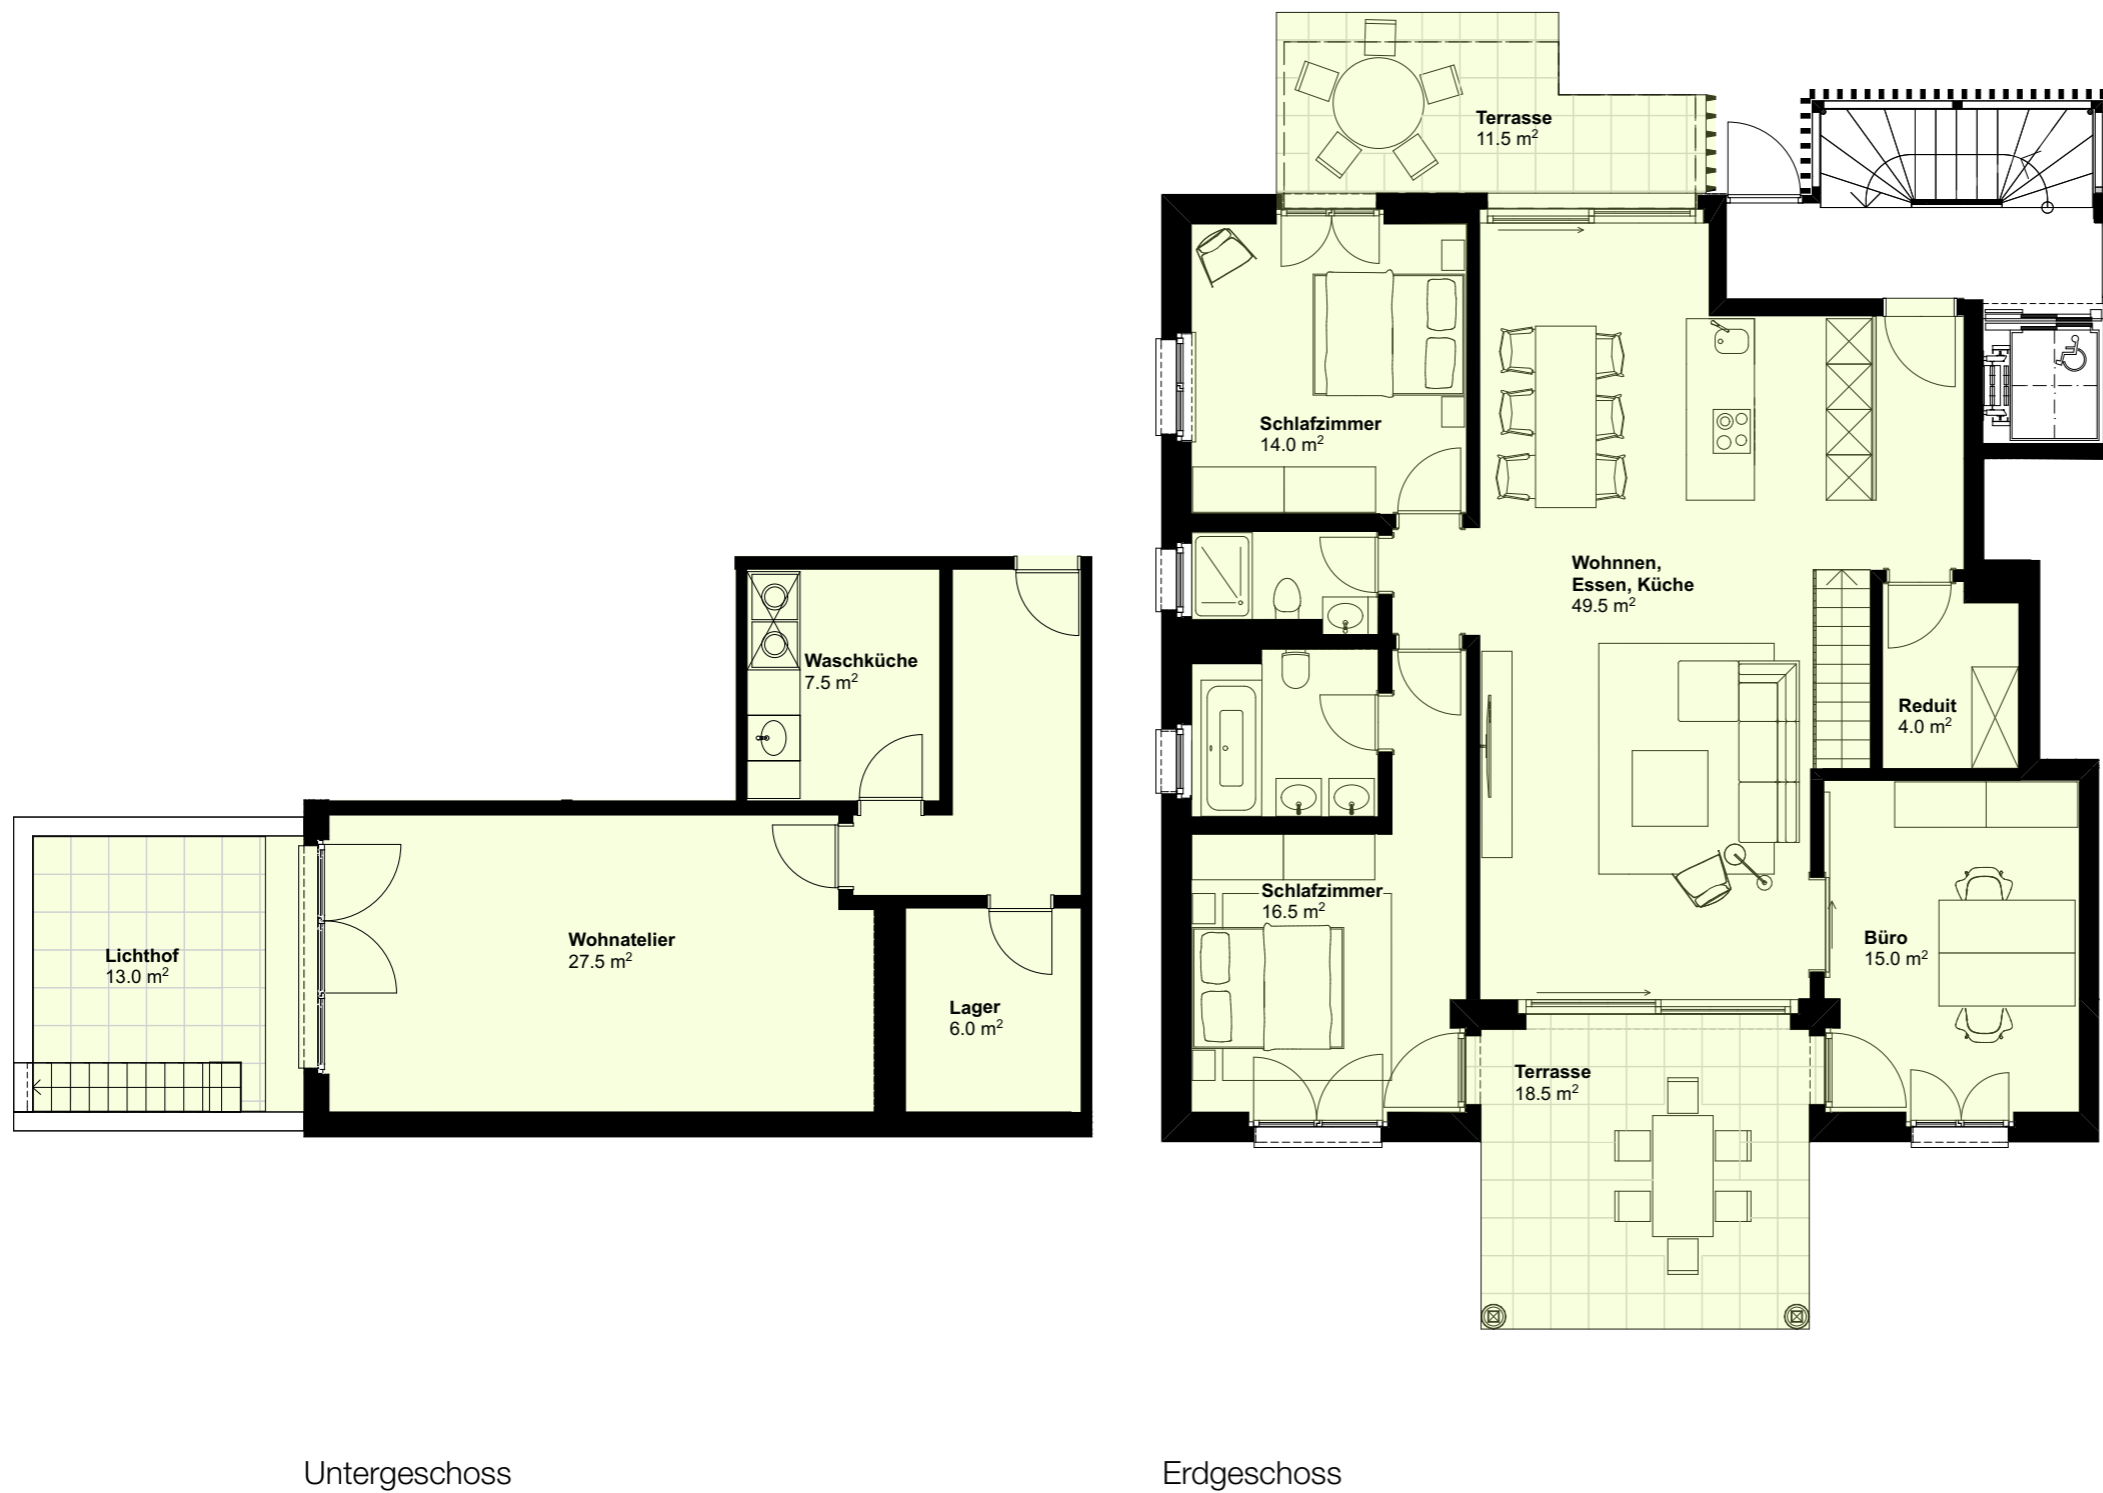 Terrasse
11.5 m²
Schlafzimmer
14.0 m²
Wohnnen,
Essen, Küche
49.5 m²
Waschküche
7.5 m²
Reduit
4.0 m²
Schlafzimmer
16.5 m²
Büro
15.0 m²
Wohnatelier
27.5 m²
Lichthof
13.0 m²
Lager
6.0 m²
Terrasse
18.5 m²
Untergeschoss
Erdgeschoss